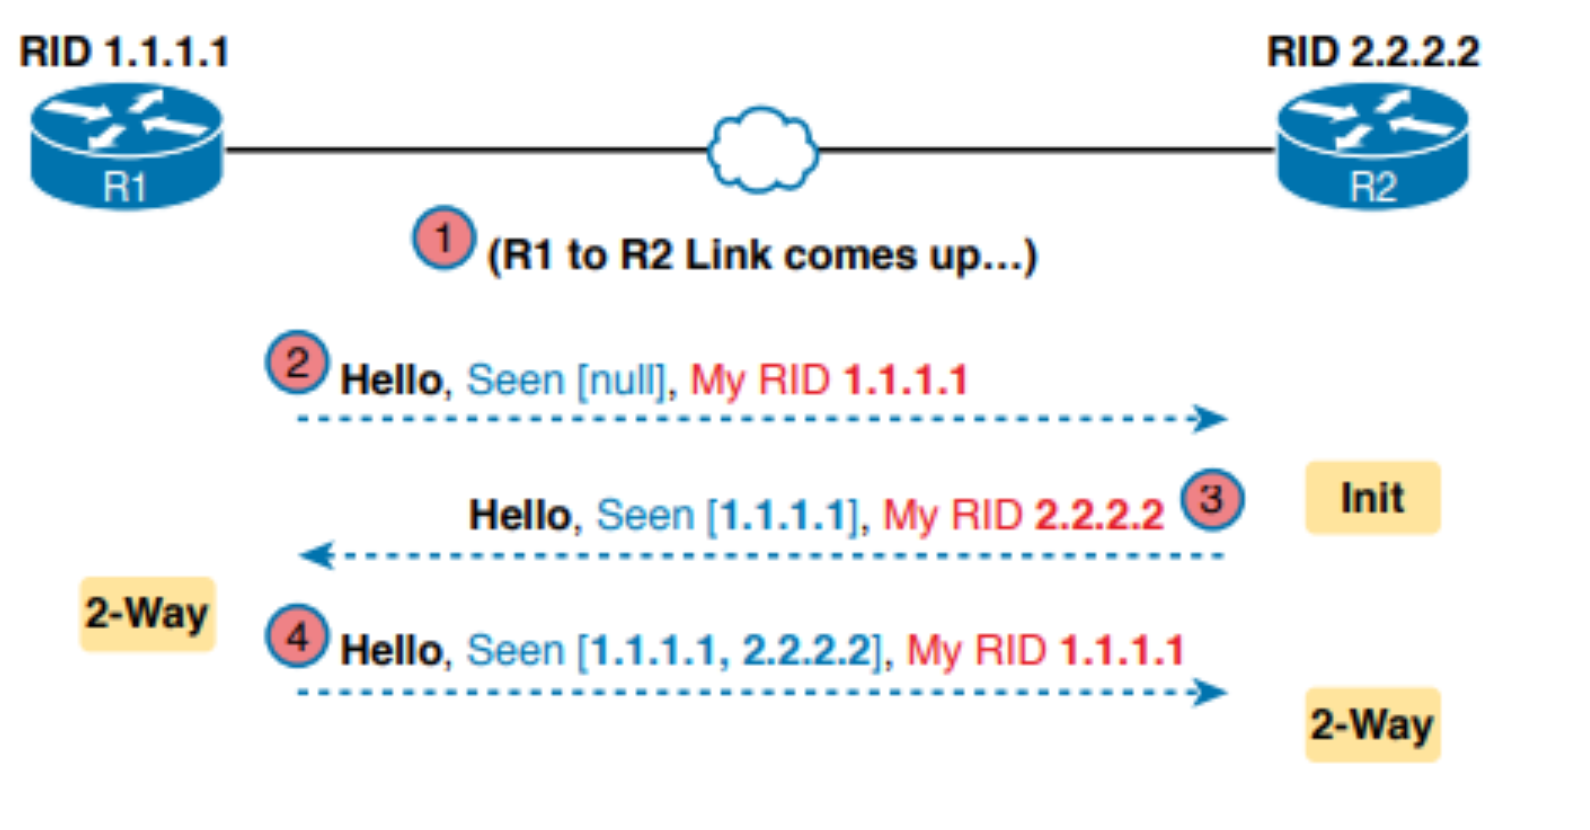 RID 1.1.1.1
RID 2.2.2.2
R1
R2
1 (R1 to R2 Link comes up...)
2 Hello, Seen [null], My RID 1.1.1.1
Hello, Seen [1.1.1.1], My RID 2.2.2.2 3
Init
2-Way
4 Hello, Seen [1.1.1.1, 2.2.2.2], My RID 1.1.1.1
2-Way